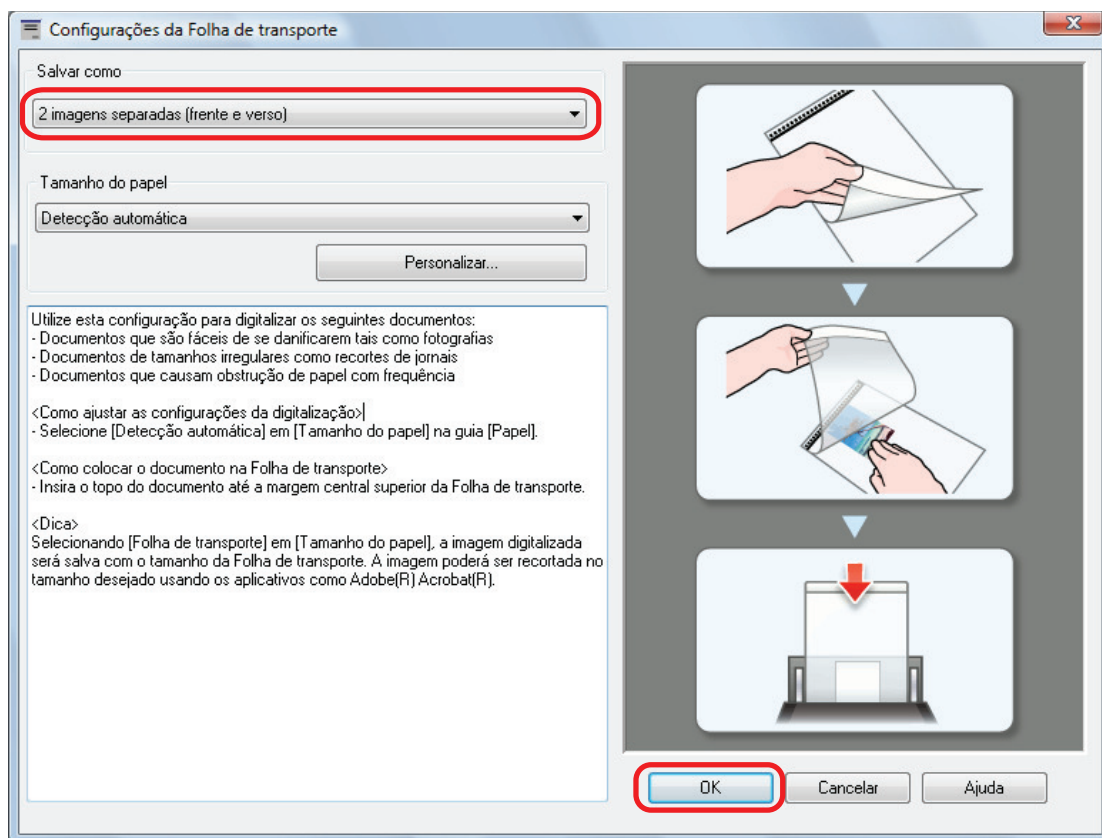 Configurações da Folha de transporte
Salvar como
2 imagens separadas (frente e verso)
Tamanho do papel
Detecção automática
Personalizar...
Utilize esta configuração para digitalizar os seguintes documentos:
- Documentos que são fáceis de se danificarem tais como fotografias
- Documentos de tamanhos irregulares como recortes de jornais
- Documentos que causam obstrução de papel com frequência
<Como ajustar as configurações da digitalização>
- Selecione [Detecção automática] em [Tamanho do papel] na guia [Papel].
<Como colocar o documento na Folha de transporte>
- Insira o topo do documento até a margem central superior da Folha de transporte.
<Dica>
Selecionando [Folha de transporte] em [Tamanho do papel], a imagem digitalizada
será salva com o tamanho da Folha de transporte. A imagem poderá ser recortada no
tamanho desejado usando os aplicativos como Adobe(R) Acrobat(R).
OK
Cancelar
Ajuda